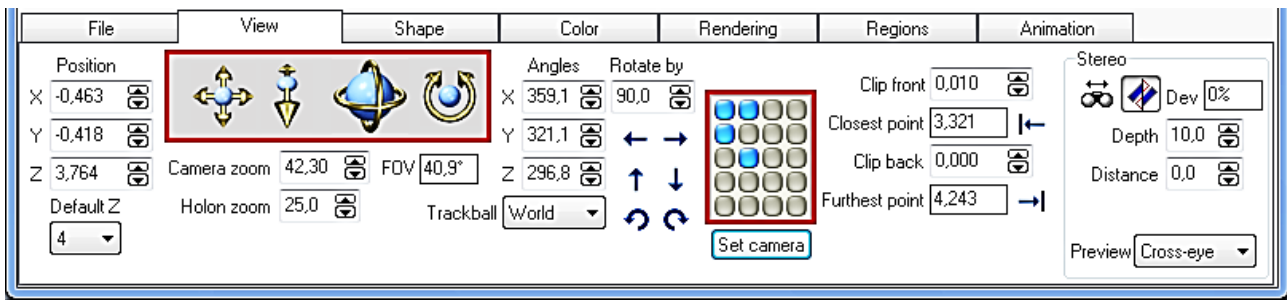 File View Shape Color Rendering Regions Animation
Position
X -0,463
Y -0,418
Z 3,764
Default Z
4
Camera zoom 42,30 FOV 40,9°
Holon zoom 25,0
Angles Rotate by
X 359,1 90,0
Y 321,1
Z 296,8
Trackball World
Set camera
Clip front 0,010
Closest point 3,321
Clip back 0,000
Furthest point 4,243
Stereo
Dev 0%
Depth 10,0
Distance 0,0
Preview Cross-eye